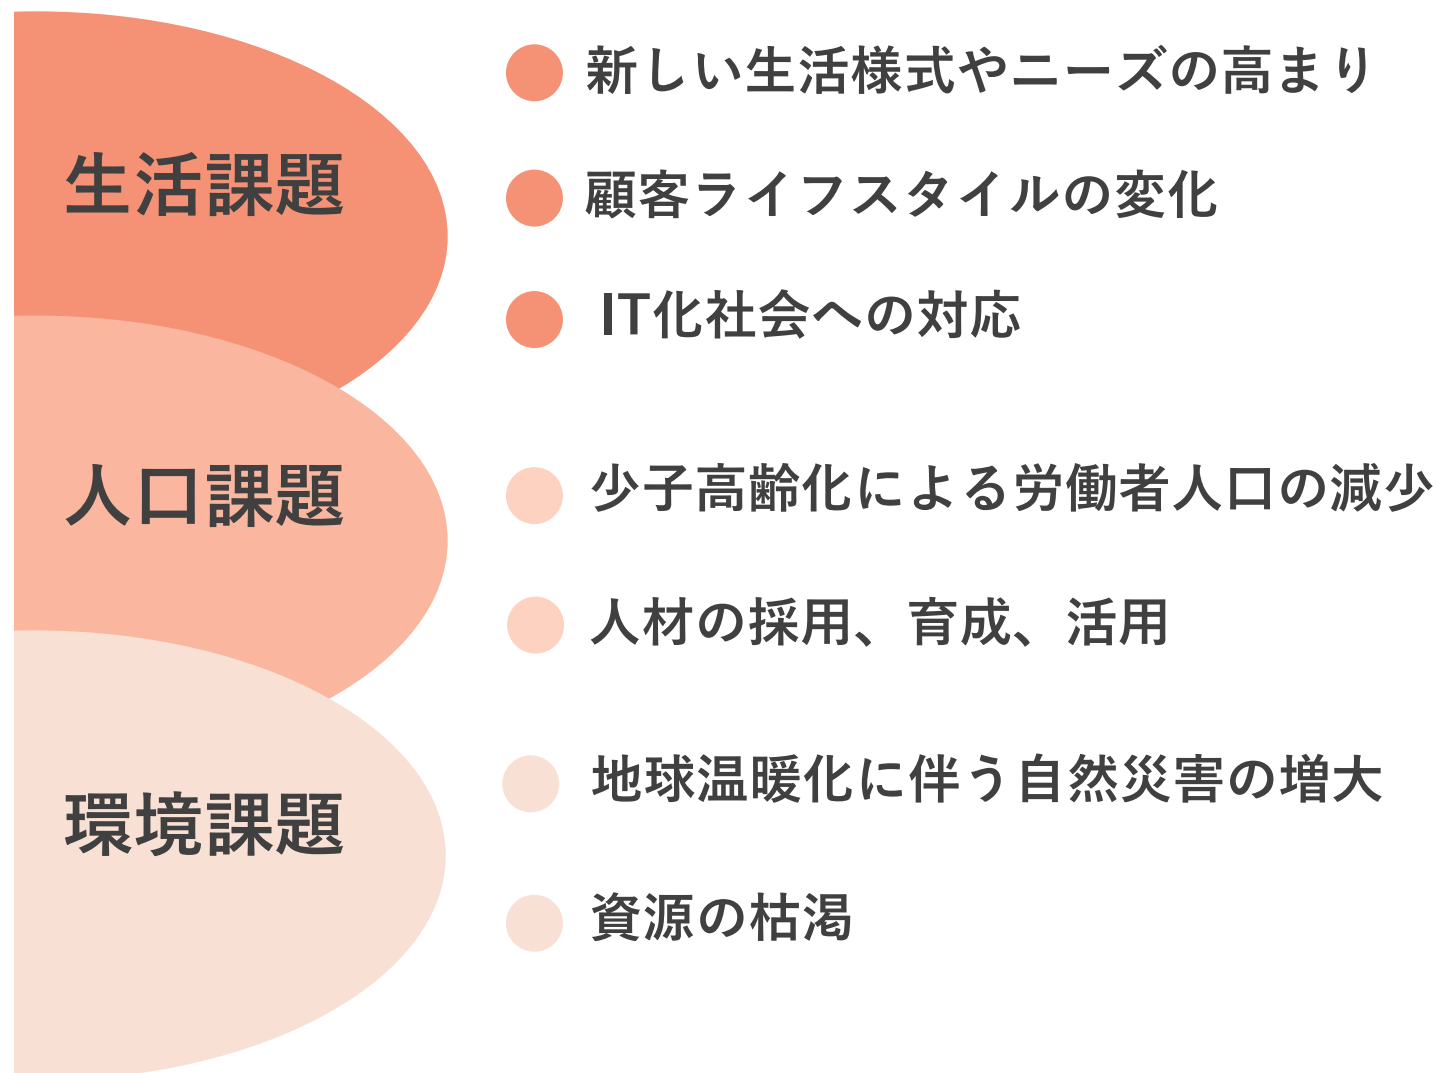 生活課題
新しい生活様式やニーズの高まり
顧客ライフスタイルの変化
IT化社会への対応
人口課題
少子高齢化による労働者人口の減少
人材の採用、育成、活用
環境課題
地球温暖化に伴う自然災害の増大
資源の枯渇